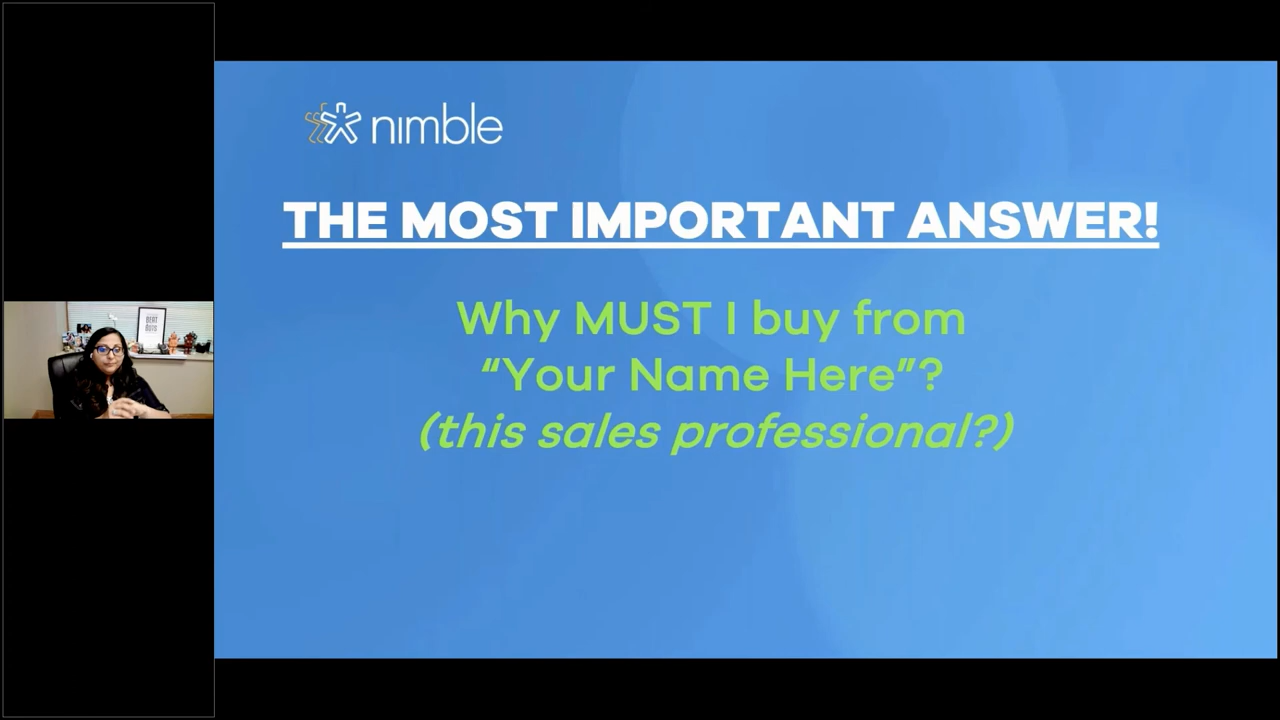 nimble
THE MOST IMPORTANT ANSWER!
Why MUST I buy from
“Your Name Here”?
(this sales professional?)